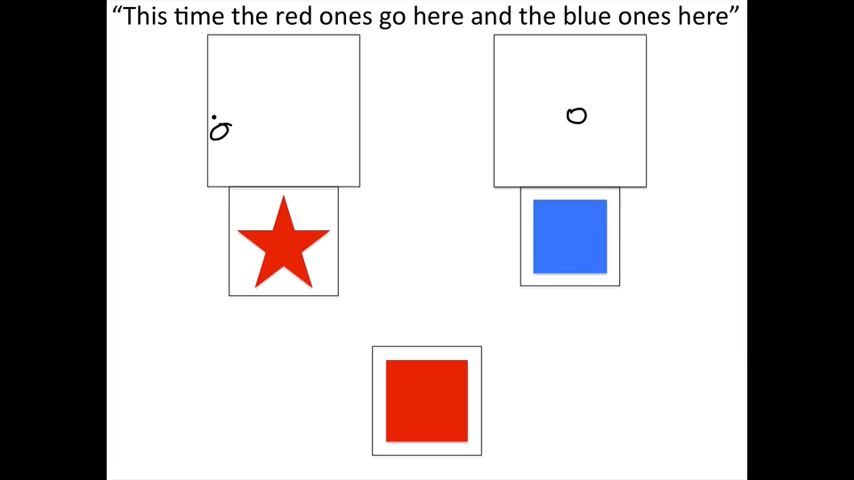 “This time the red ones go here and the blue ones here”